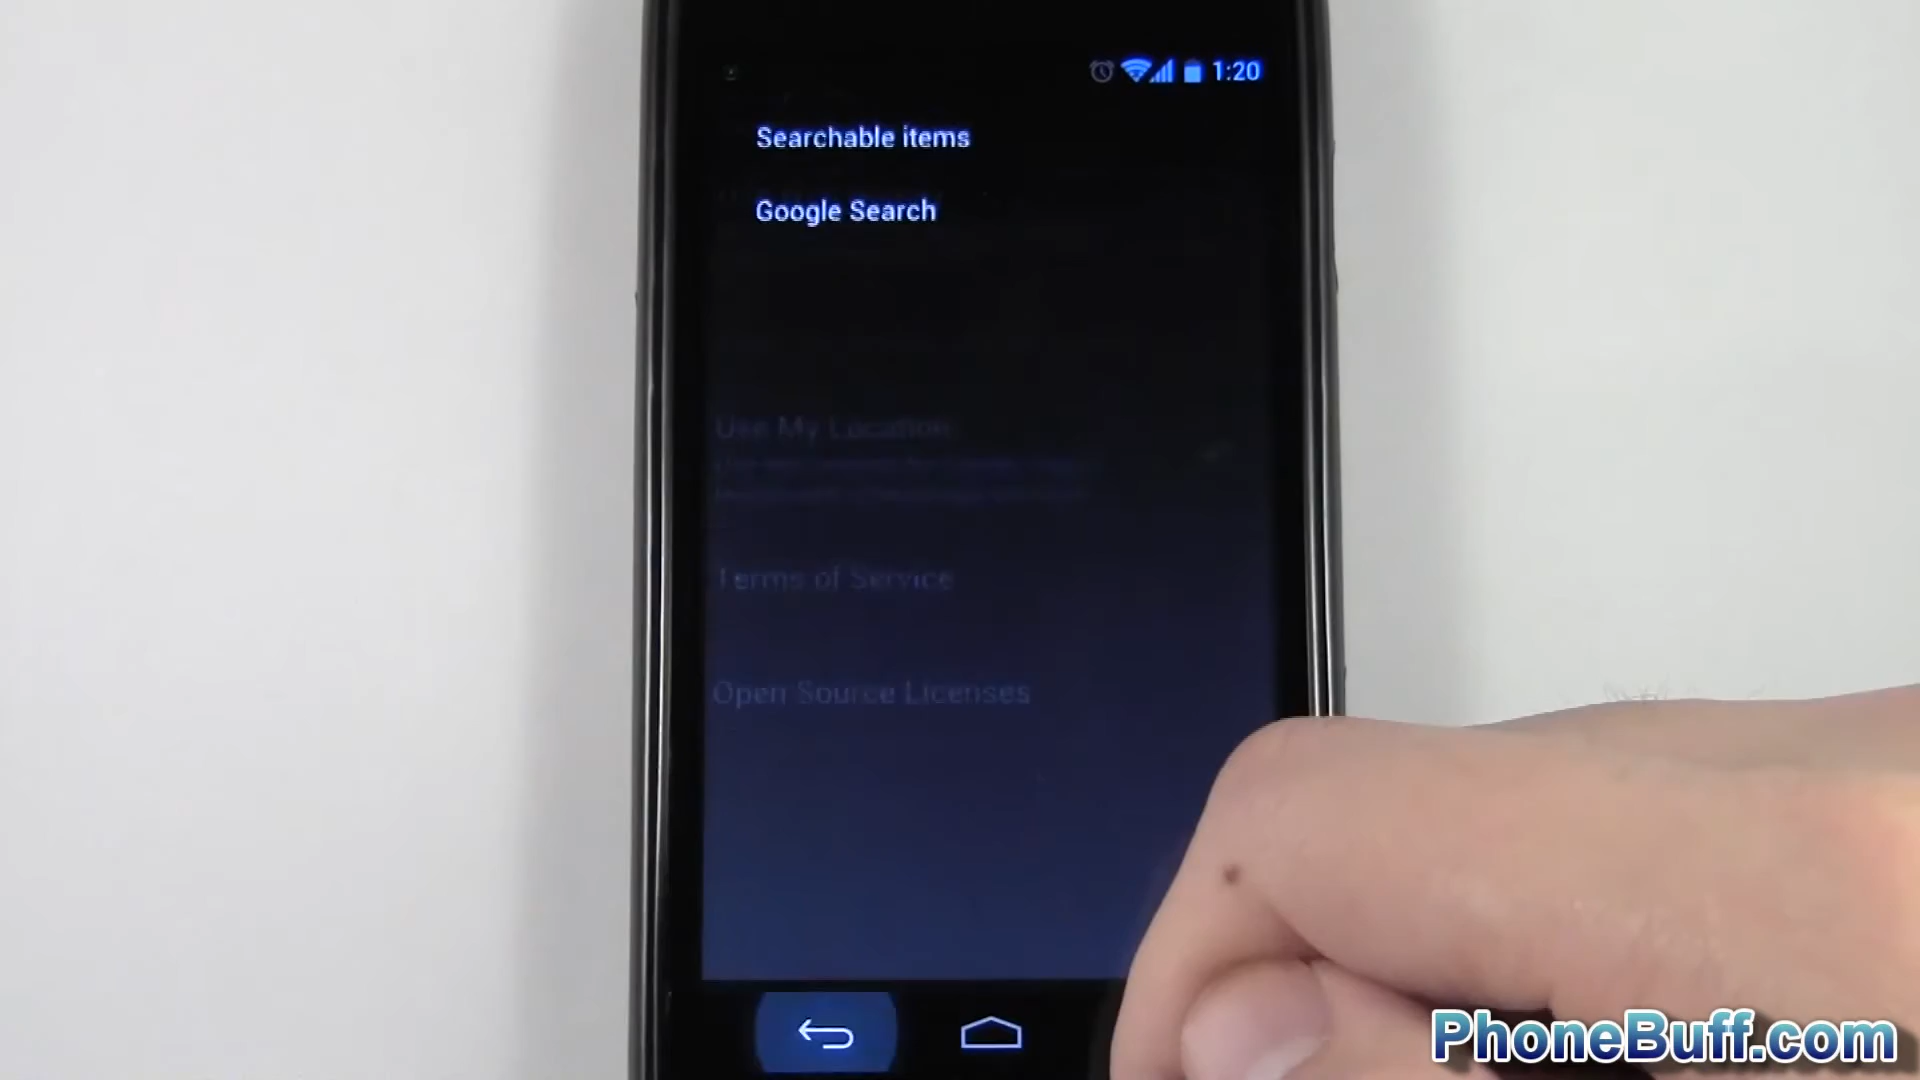 1:20
Searchable items
Google Search
Use My Location
Terms of Service
Open Source Licenses
PhoneBuff.com